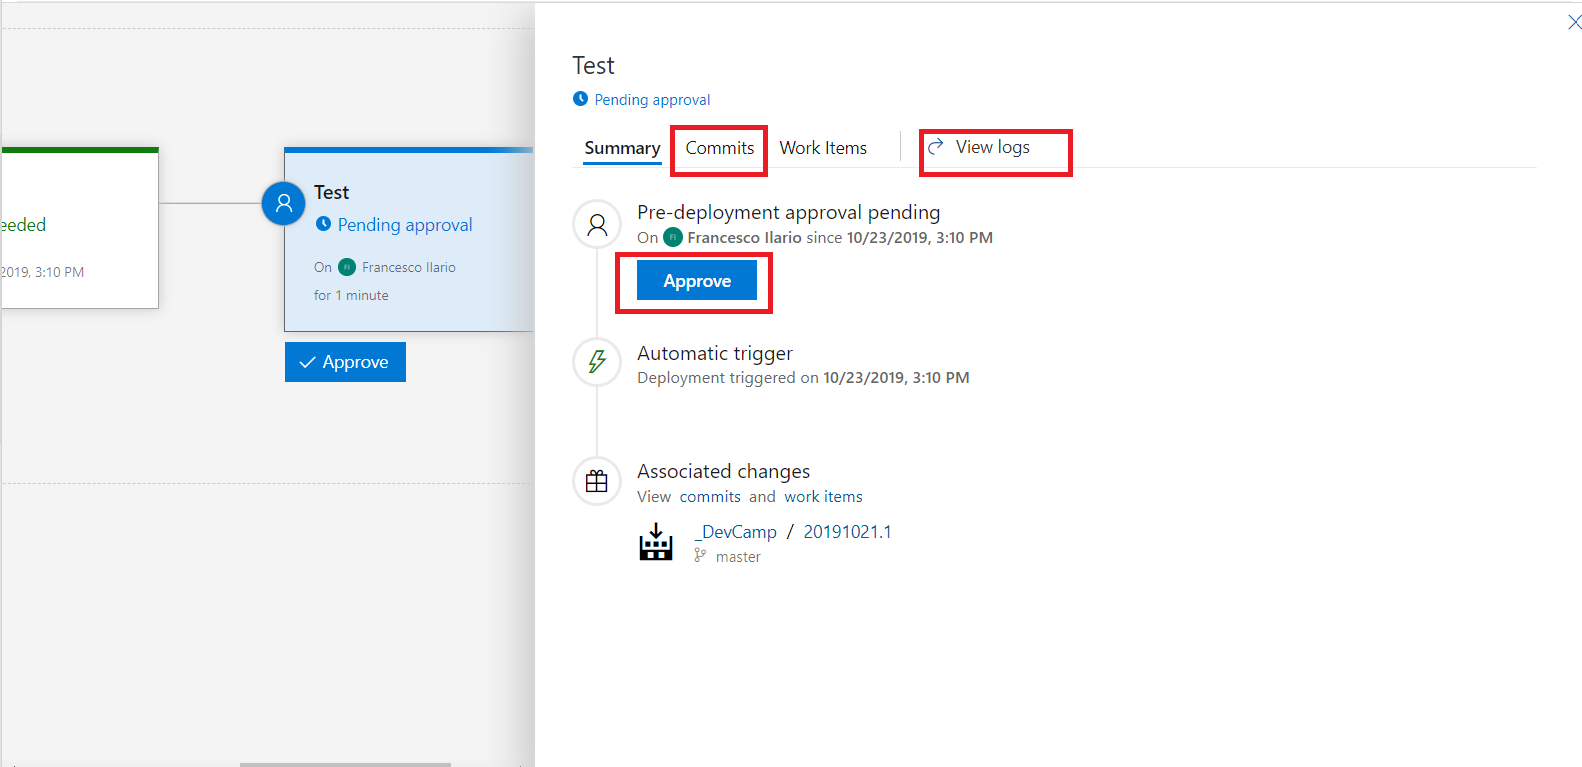 eeded
2019, 3:10 PM
Test
Pending approval
On FI Francesco Ilario
for 1 minute
Approve
Test
Pending approval
Summary Commits Work Items View logs
Pre-deployment approval pending
On FI Francesco Ilario since 10/23/2019, 3:10 PM
Approve
Automatic trigger
Deployment triggered on 10/23/2019, 3:10 PM
Associated changes
View commits and work items
_DevCamp / 20191021.1
master